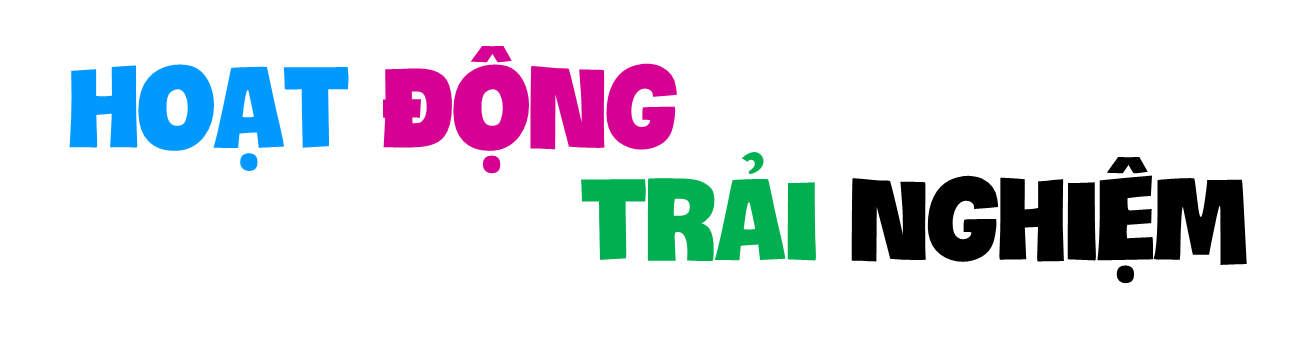 HOẠT ĐỘNG
TRẢI NGHIỆM